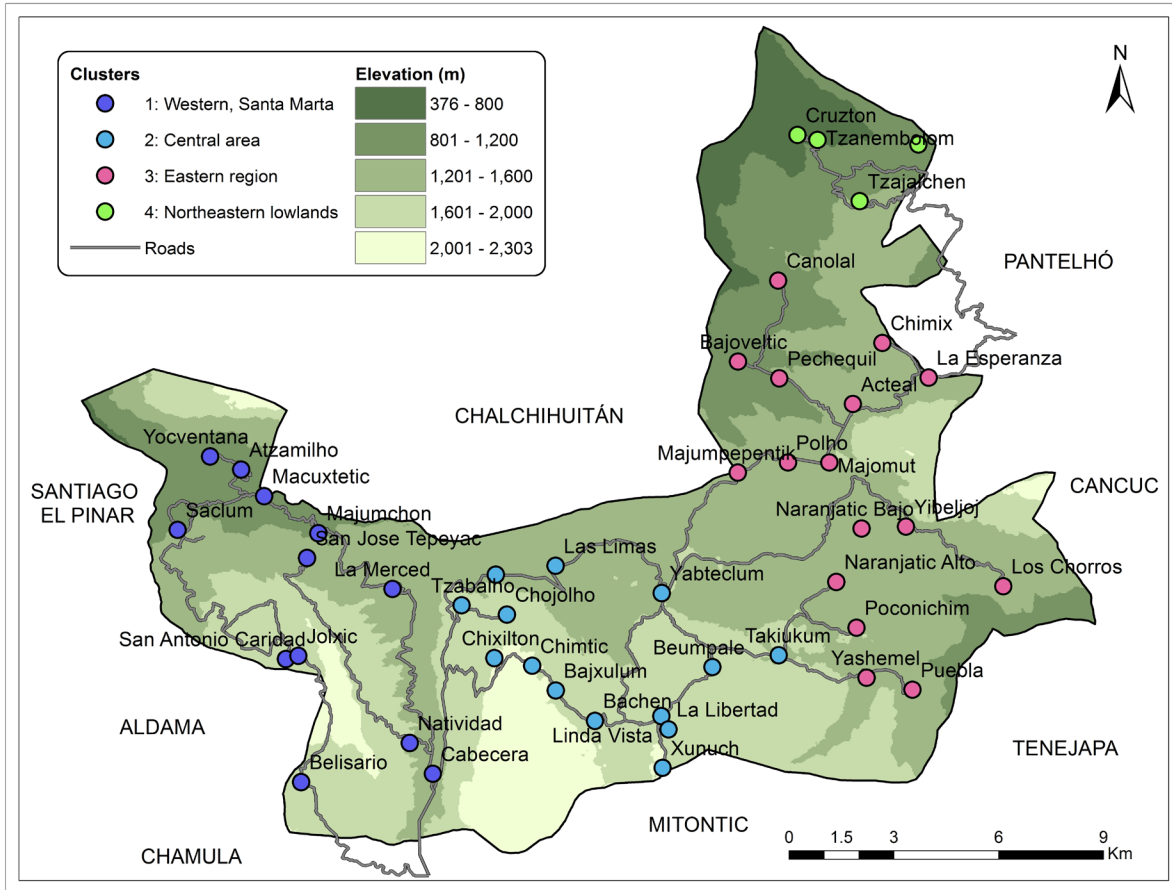 Clusters
1: Western, Santa Marta
2: Central area
3: Eastern region
4: Northeastern lowlands
Roads
Elevation (m)
376 - 800
801 - 1,200
1,201 - 1,600
1,601 - 2,000
2,001 - 2,303
N
Cruzton
Tzanembolom
Tzajalchen
PANTELHÓ
Canolal
Chimix
Bajoveltic
Pechequil
La Esperanza
Acteal
CHALCHIHUITÁN
Yocventana
Atzamilho
Macuxtetic
Majumpepentik
Polho
Majomut
SANTIAGO
EL PINAR
CANCUC
Saclum
Majumchon
Naranjatic Bajo
Yibeljoj
San Jose Tepeyac
Las Limas
La Merced
Yabteclum
Naranjatic Alto
Los Chorros
Tzabalho
Chojolho
Poconichim
San Antonio Caridad
Jolxic
Chixilton
Chimtic
Beumpale
Takiukum
Bajxulum
Yashemel
Puebla
Bachen
La Libertad
ALDAMA
Natividad
Linda Vista
Xunuch
TENEJAPA
Cabecera
Belisario
MITONTIC
CHAMULA
0 1.5 3 6 9
Km